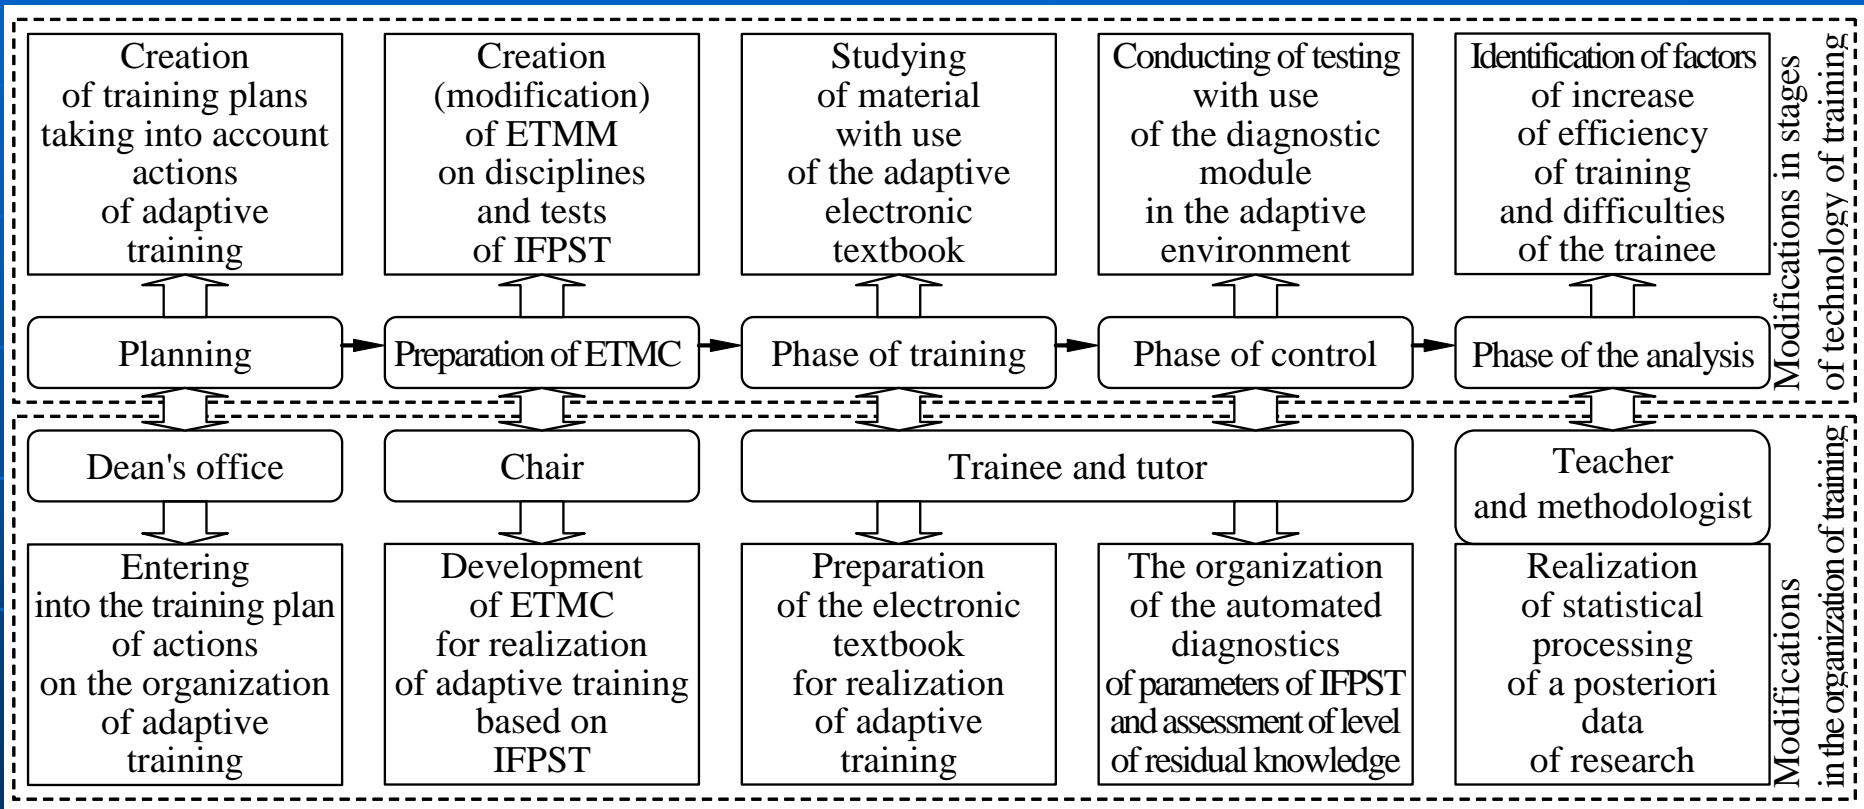 Creation
of training plans
taking into account
actions
of adaptive
training
Creation
(modification)
of ETMM
on disciplines
and tests
of IFPST
Studying
of material
with use
of the adaptive
electronic
textbook
Conducting of testing
with use
of the diagnostic
module
in the adaptive
environment
Identification of factors
of increase
of efficiency
of training
and difficulties
of the trainee
Modifications in stages
of technology of training
Planning
Preparation of ETMC
Phase of training
Phase of control
Phase of the analysis
Dean's office
Chair
Trainee and tutor
Teacher
and methodologist
Entering
into the training plan
of actions
on the organization
of adaptive
training
Development
of ETMC
for realization
of adaptive training
based on
IFPST
Preparation
of the electronic
textbook
for realization
of adaptive
training
The organization
of the automated
diagnostics
of parameters of IFPST
and assessment of level
of residual knowledge
Realization
of statistical
processing
of a posteriori
data
of research
Modifications
in the organization of training